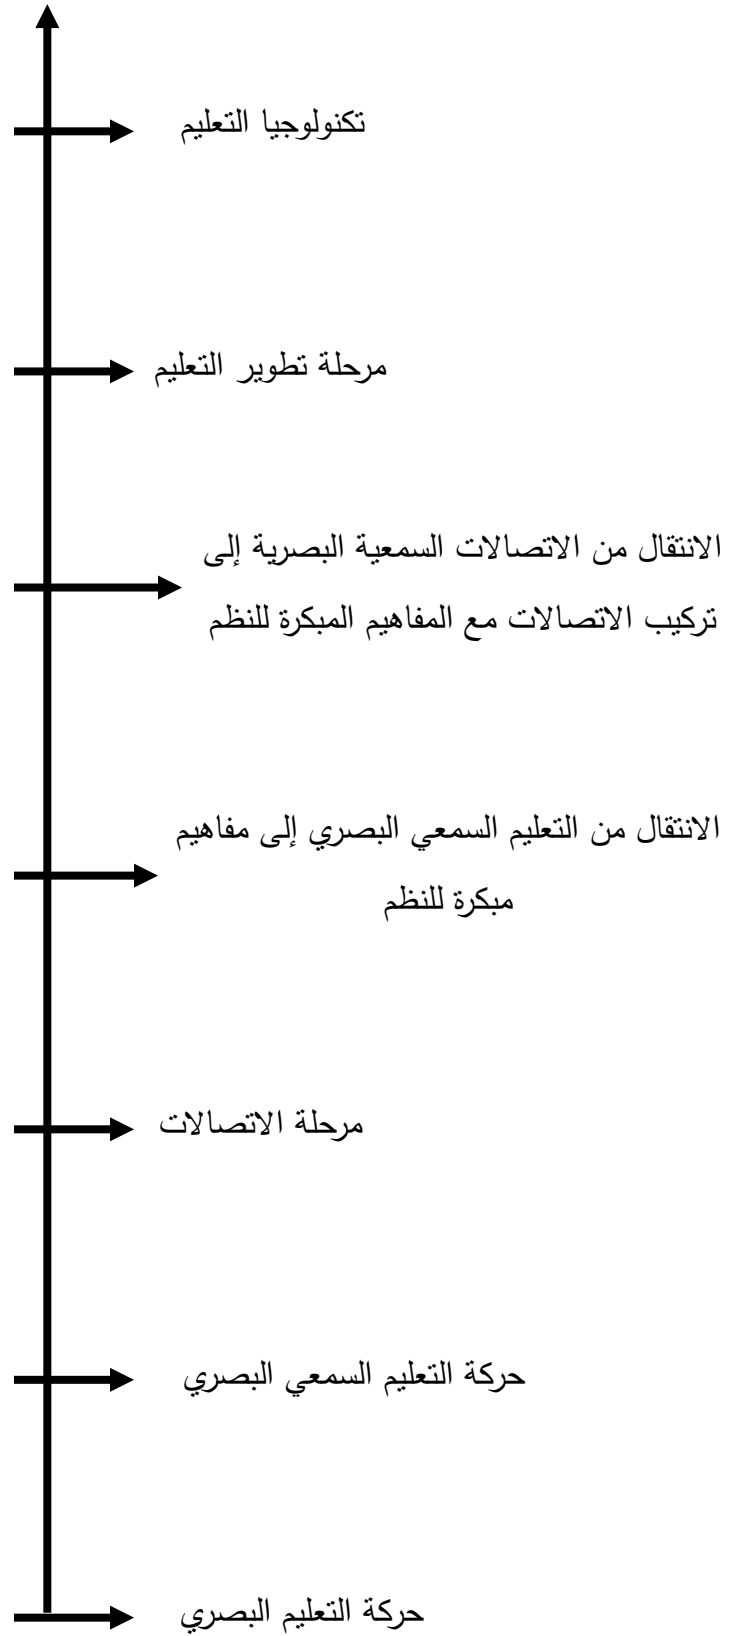 تكنولوجيا التعليم
مرحلة تطوير التعليم
الانتقال من الاتصالات السمعية البصرية إلى
تركيب الاتصالات مع المفاهيم المبكرة للنظم
الانتقال من التعليم السمعي البصري إلى مفاهيم
مبكرة للنظم
مرحلة الاتصالات
حركة التعليم السمعي البصري
حركة التعليم البصري